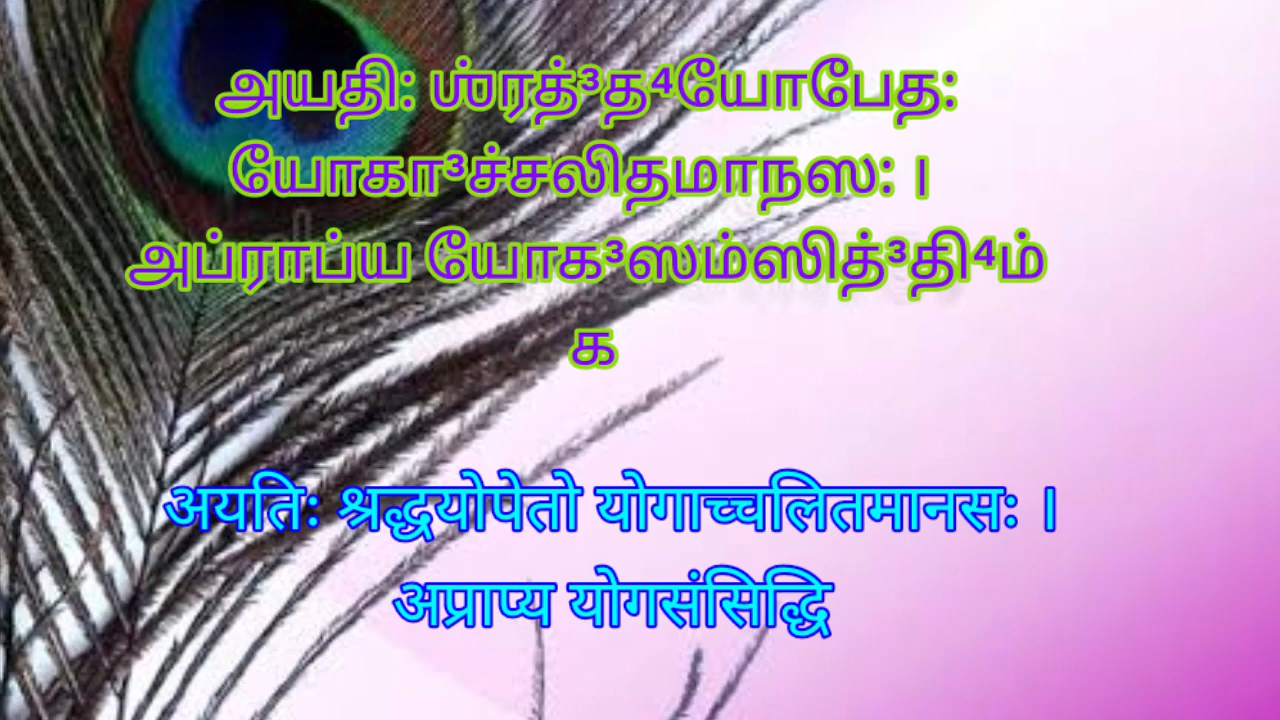 அயதி: ஶ்ரத்³த⁴யோபேத:
யோகா³ச்சலிதமாநஸ: ।
அப்ராப்ய யோக³ஸம்ஸித்³தி⁴ம்
க
अयतिः श्रद्धयोपेतो योगाच्चलितमानसः ।
अप्राप्य योगसंसिद्धि